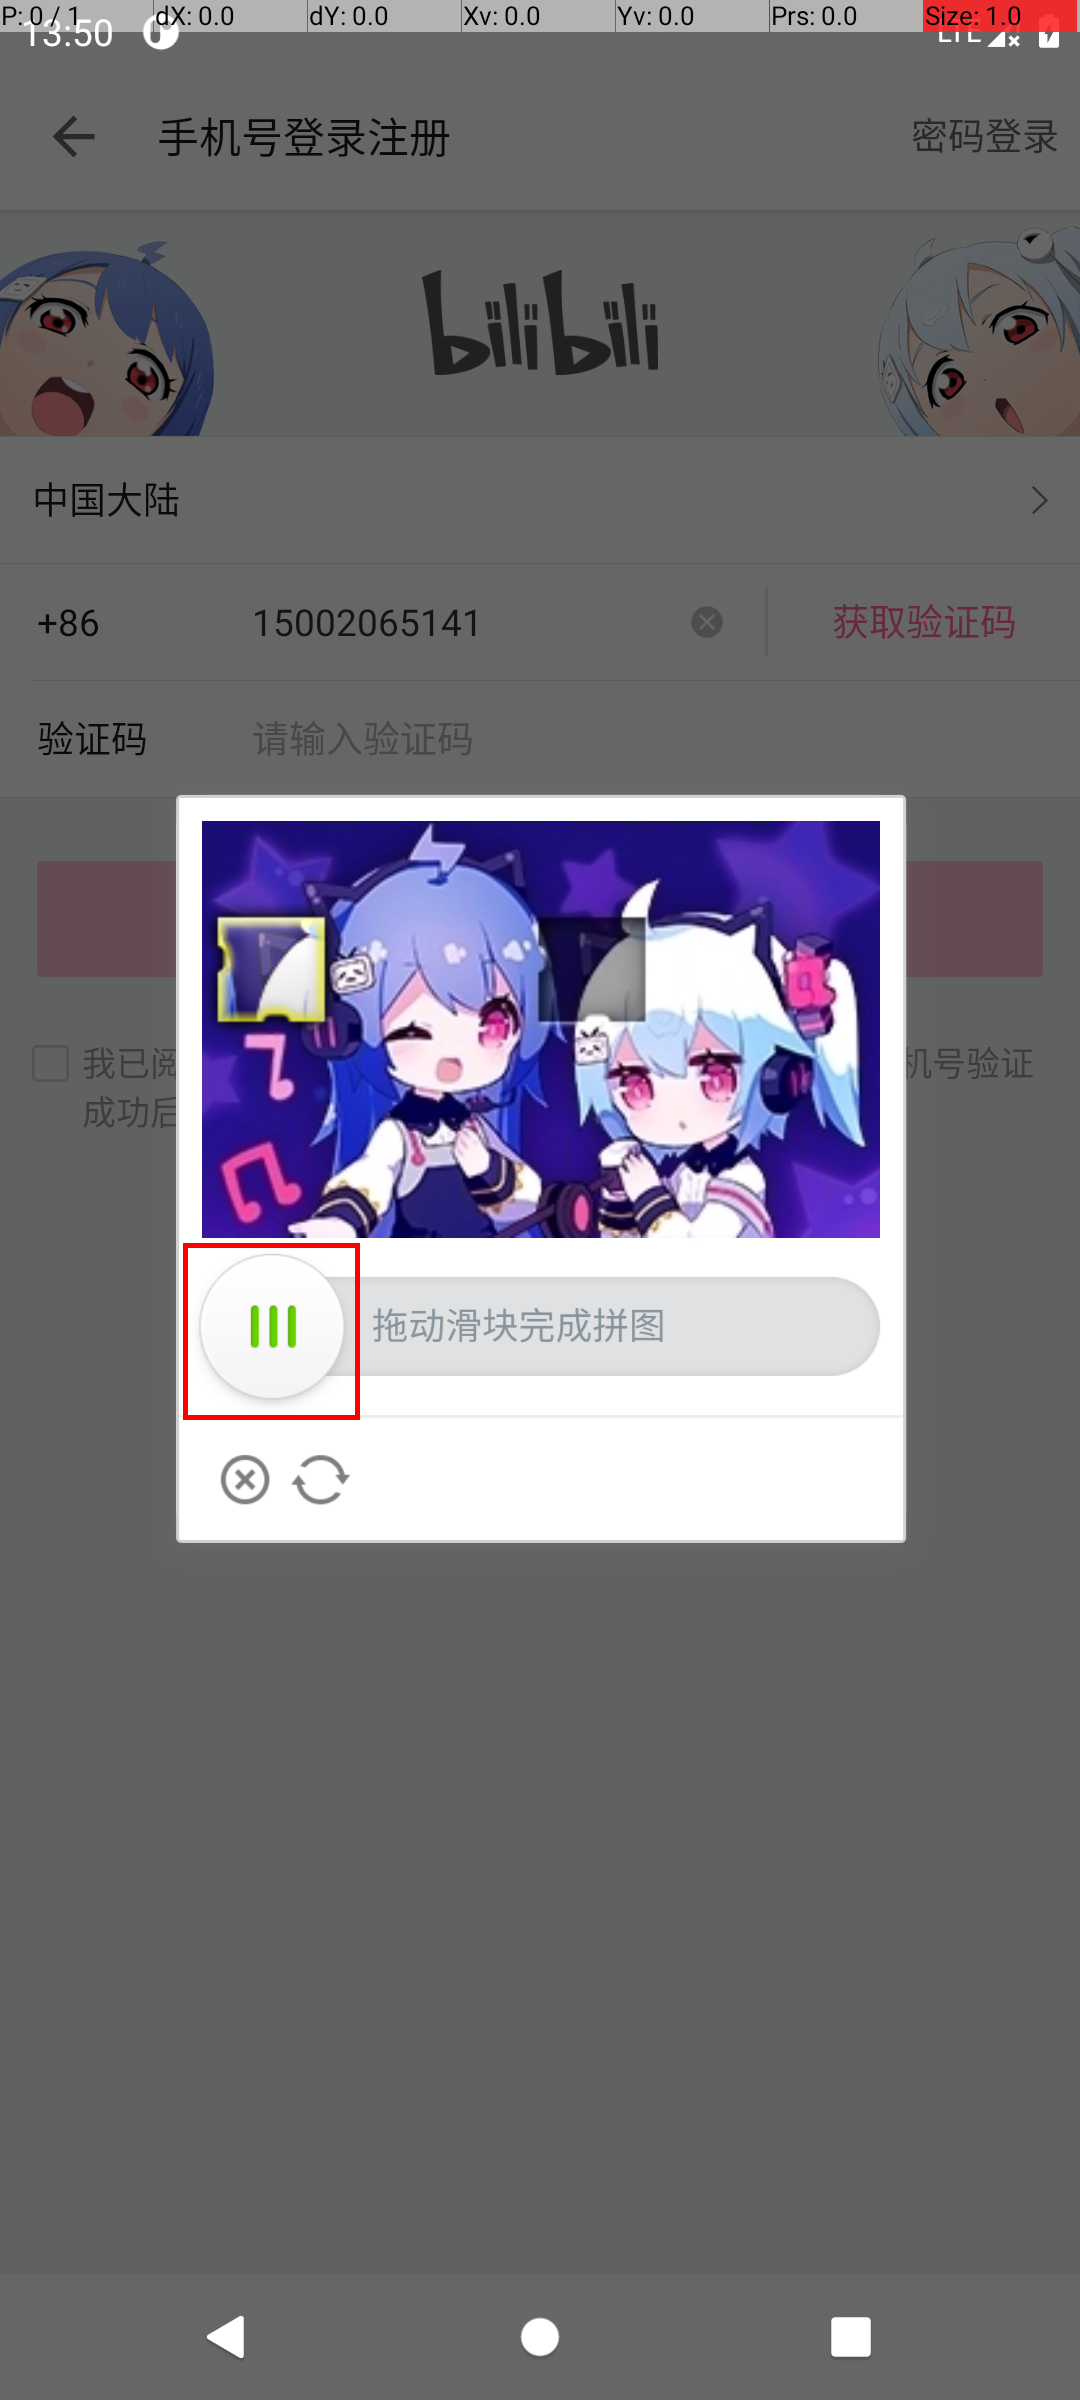 P: 0 / 1 dX: 0.0 dY: 0.0 Xv: 0.0 Yv: 0.0 Prs: 0.0 Size: 1.0
13:50 LTE
手机号登录注册 密码登录
bilibili
中国大陆
+86 15002065141 获取验证码
验证码 请输入验证码
我已阅 机号验证
成功后
拖动滑块完成拼图